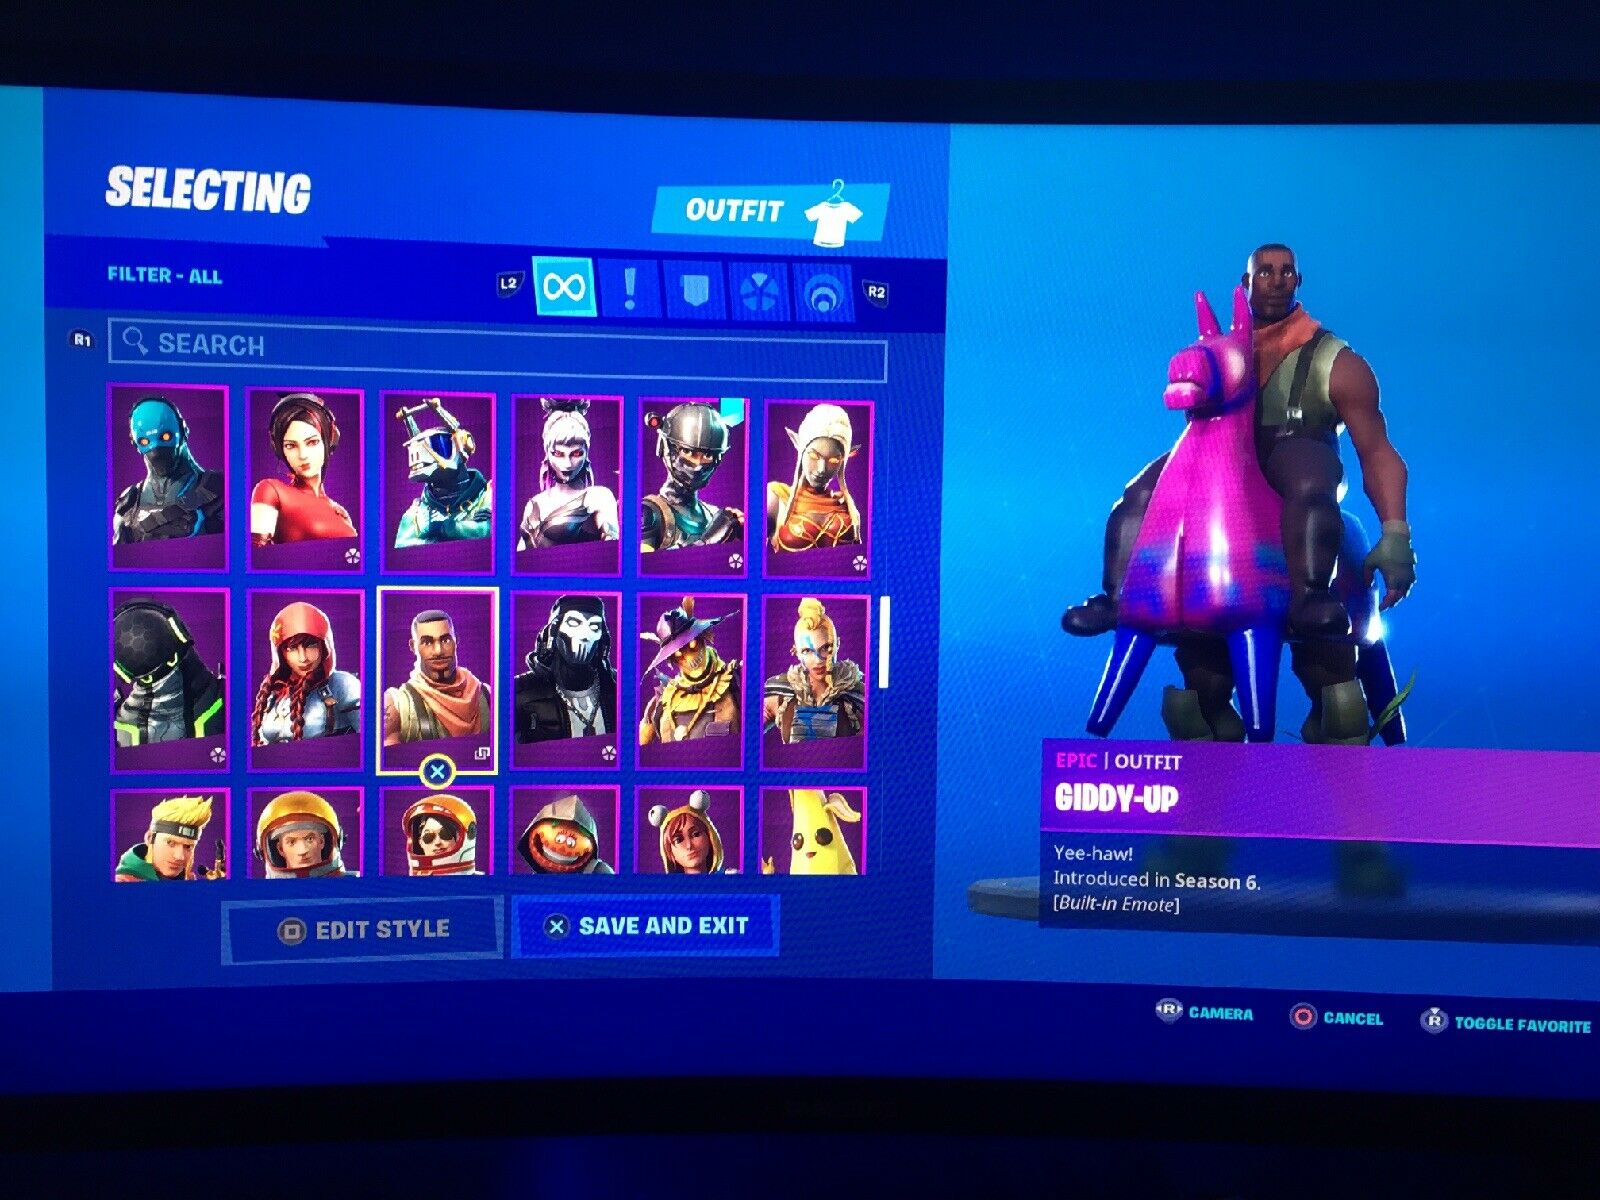 SELECTING
OUTFIT
FILTER - ALL
L2
R2
R1
SEARCH
EPIC | OUTFIT
GIDDY-UP
Yee-haw!
Introduced in Season 6.
[Built-in Emote]
EDIT STYLE
SAVE AND EXIT
R CAMERA
CANCEL
R TOGGLE FAVORITE